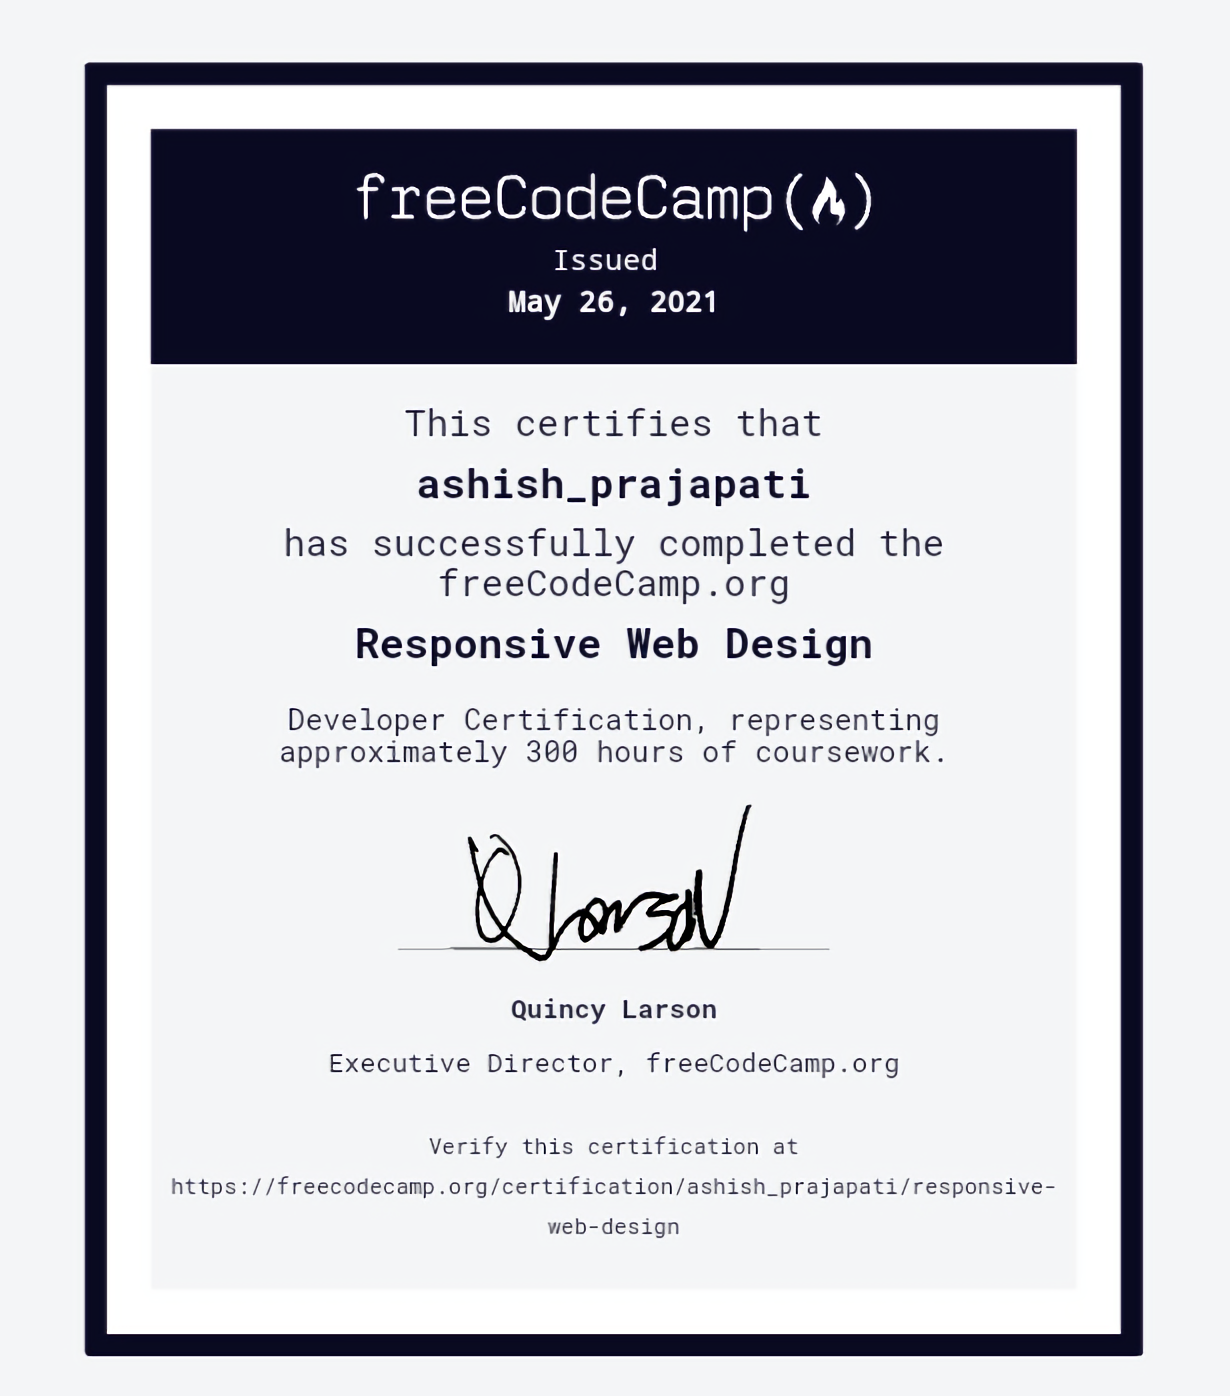 freeCodeCamp(🔥)
Issued
May 26, 2021
This certifies that
ashish_prajapati
has successfully completed the
freeCodeCamp.org
Responsive Web Design
Developer Certification, representing
approximately 300 hours of coursework.
Q Larson
Quincy Larson
Executive Director, freeCodeCamp.org
Verify this certification at
https://freecodecamp.org/certification/ashish_prajapati/responsive-
web-design